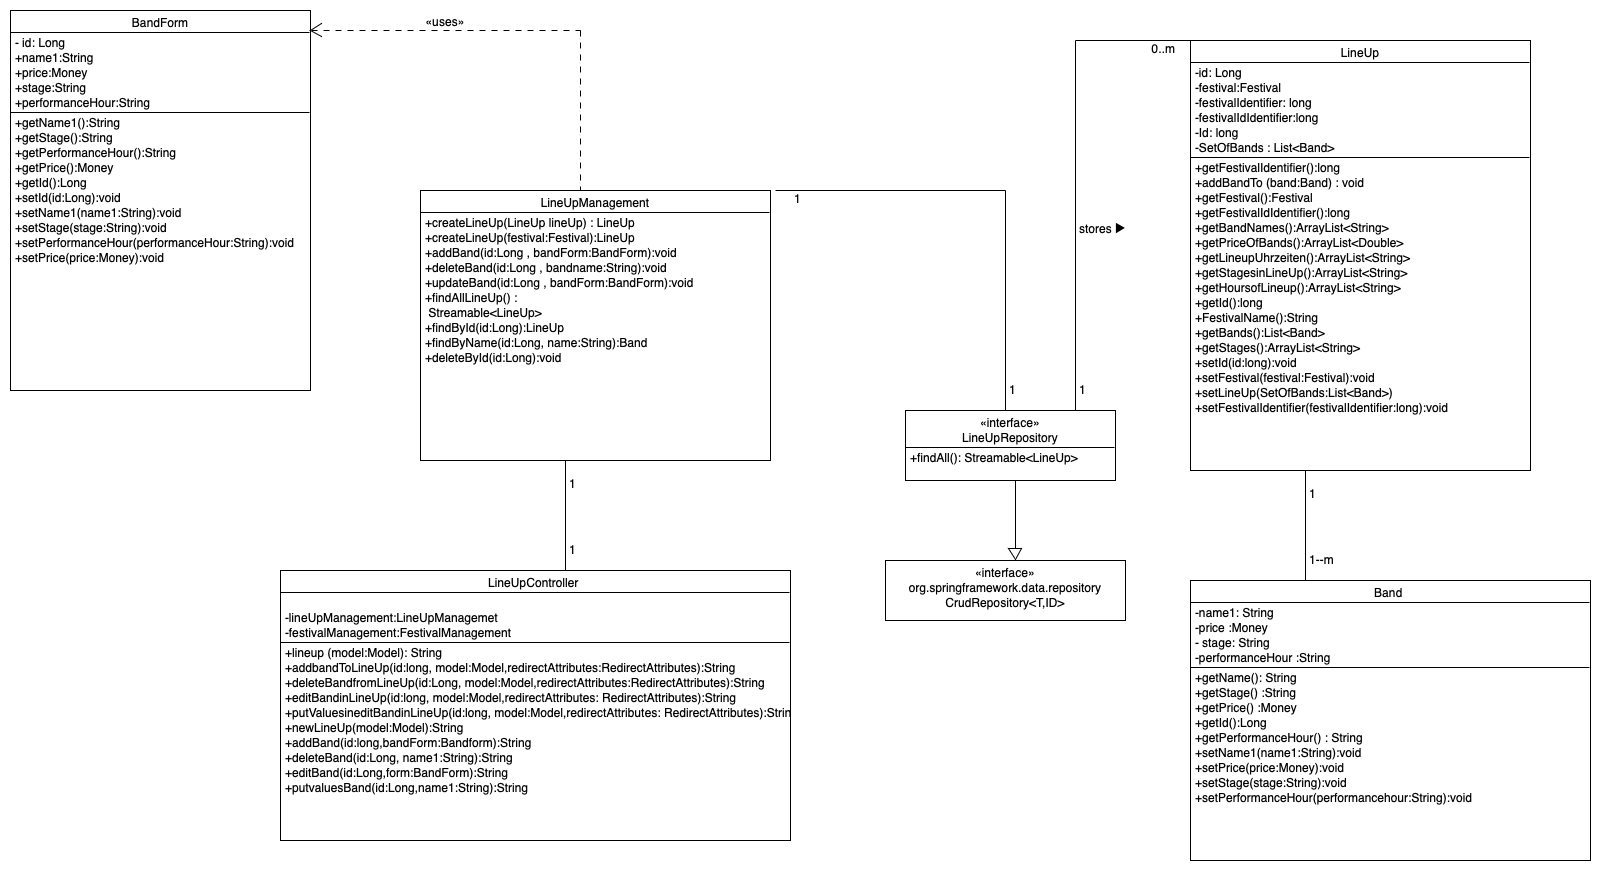 BandForm
- id: Long
+name1:String
+price:Money
+stage:String
+performanceHour:String
+getName1():String
+getStage():String
+getPerformanceHour():String
+getPrice():Money
+getId():Long
+setId(id:Long):void
+setName1(name1:String):void
+setStage(stage:String):void
+setPerformanceHour(performanceHour:String):void
+setPrice(price:Money):void
«uses»
LineUpManagement
+createLineUp(LineUp lineUp) : LineUp
+createLineUp(festival:Festival):LineUp
+addBand(id:Long , bandForm:BandForm):void
+deleteBand(id:Long , bandname:String):void
+updateBand(id:Long , bandForm:BandForm):void
+findAllLineUp() :
Streamable<LineUp>
+findById(id:Long):LineUp
+findByName(id:Long, name:String):Band
+deleteById(id:Long):void
1
1
1
1
LineUpController
-lineUpManagement:LineUpManagemet
-festivalManagement:FestivalManagement
+lineup (model:Model): String
+addbandToLineUp(id:long, model:Model,redirectAttributes:RedirectAttributes):String
+deleteBandfromLineUp(id:Long, model:Model,redirectAttributes:RedirectAttributes):String
+editBandinLineUp(id:long, model:Model,redirectAttributes: RedirectAttributes):String
+putValuesineditBandinLineUp(id:long, model:Model,redirectAttributes: RedirectAttributes):Strin
+newLineUp(model:Model):String
+addBand(id:long,bandForm:Bandform):String
+deleteBand(id:Long, name1:String):String
+editBand(id:Long,form:BandForm):String
+putvaluesBand(id:Long,name1:String):String
«interface»
LineUpRepository
+findAll(): Streamable<LineUp>
«interface»
org.springframework.data.repository
CrudRepository<T,ID>
0..m
stores ▶
1
LineUp
-id: Long
-festival:Festival
-festivalIdentifier: long
-festivalIdIdentifier:long
-Id: long
-SetOfBands : List<Band>
+getFestivalIdentifier():long
+addBandTo (band:Band) : void
+getFestival():Festival
+getFestivalIdIdentifier():long
+getBandNames():ArrayList<String>
+getPriceOfBands():ArrayList<Double>
+getLineupUhrzeiten():ArrayList<String>
+getStagesinLineUp():ArrayList<String>
+getHoursofLineup():ArrayList<String>
+getId():long
+FestivalName():String
+getBands():List<Band>
+getStages():ArrayList<String>
+setId(id:long):void
+setFestival(festival:Festival):void
+setLineUp(SetOfBands:List<Band>)
+setFestivalIdentifier(festivalIdentifier:long):void
1
1--m
Band
-name1: String
-price :Money
- stage: String
-performanceHour :String
+getName(): String
+getStage() :String
+getPrice() :Money
+getId():Long
+getPerformanceHour() : String
+setName1(name1:String):void
+setPrice(price:Money):void
+setStage(stage:String):void
+setPerformanceHour(performancehour:String):void